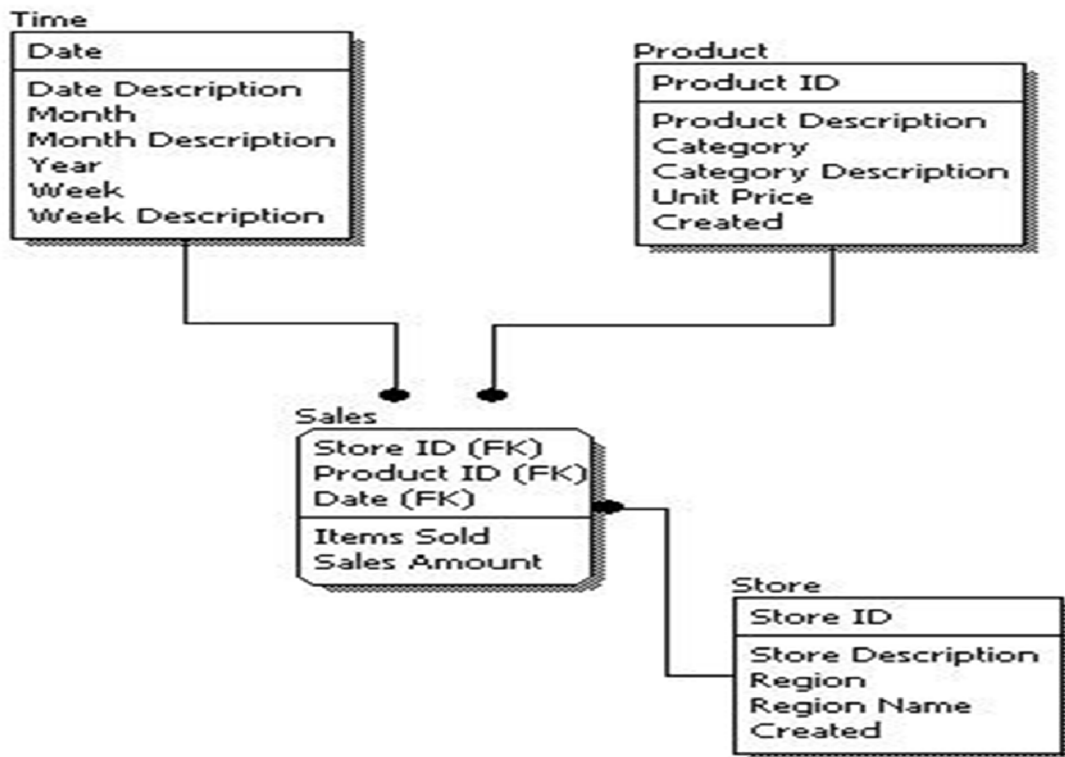 Time
Date
Date Description
Month
Month Description
Year
Week
Week Description
Product
Product ID
Product Description
Category
Category Description
Unit Price
Created
Sales
Store ID (FK)
Product ID (FK)
Date (FK)
Items Sold
Sales Amount
Store
Store ID
Store Description
Region
Region Name
Created